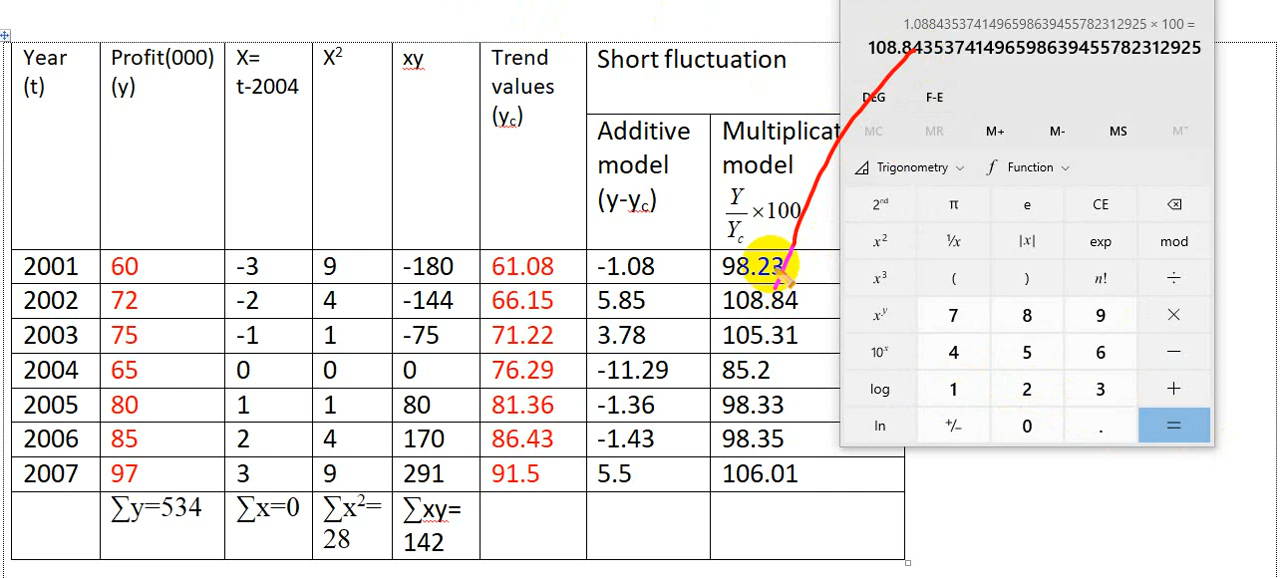 Year (t) Profit(000) (y) X= t-2004 X² xy Trend values (yc) Short fluctuation
Additive model (y-yc) Multiplicat model Y/Yc ×100
2001 60 -3 9 -180 61.08 -1.08 98.23
2002 72 -2 4 -144 66.15 5.85 108.84
2003 75 -1 1 -75 71.22 3.78 105.31
2004 65 0 0 0 76.29 -11.29 85.2
2005 80 1 1 80 81.36 -1.36 98.33
2006 85 2 4 170 86.43 -1.43 98.35
2007 97 3 9 291 91.5 5.5 106.01
∑y=534 ∑x=0 ∑x²= 28 ∑xy= 142
1.0884353741496598639455782312925 × 100 =
108.84353741496598639455782312925
DEG F-E
MC MR M+ M- MS M˅
Trigonometry f Function
2ⁿᵈ π e CE
x² ¹/x |x| exp mod
x³ ( ) n! ÷
xʸ 7 8 9 ×
10ˣ 4 5 6 −
log 1 2 3 +
ln +/− 0 . =